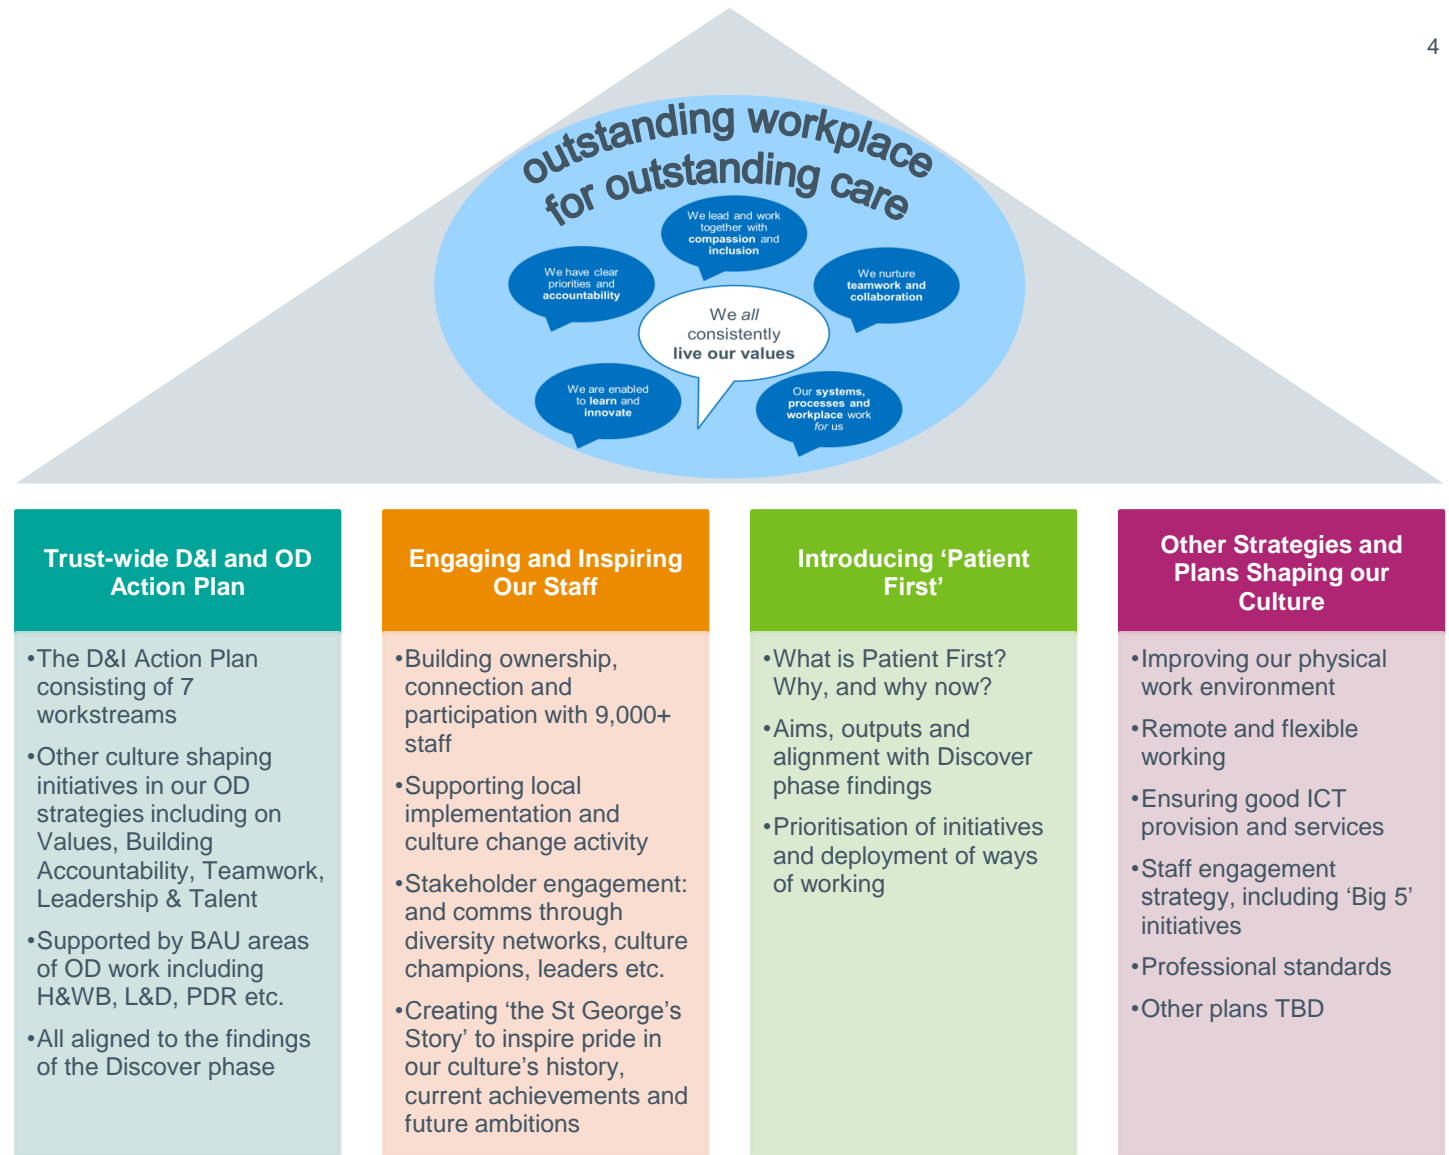 4
outstanding workplace
for outstanding care
We lead and work
together with
compassion and
inclusion
We have clear
priorities and
accountability
We nurture
teamwork and
collaboration
We all
consistently
live our values
We are enabled
to learn and
innovate
Our systems,
processes and
workplace work
for us
Trust-wide D&I and OD
Action Plan
•The D&I Action Plan
consisting of 7
workstreams
•Other culture shaping
initiatives in our OD
strategies including on
Values, Building
Accountability, Teamwork,
Leadership & Talent
•Supported by BAU areas
of OD work including
H&WB, L&D, PDR etc.
•All aligned to the findings
of the Discover phase
Engaging and Inspiring
Our Staff
•Building ownership,
connection and
participation with 9,000+
staff
•Supporting local
implementation and
culture change activity
•Stakeholder engagement:
and comms through
diversity networks, culture
champions, leaders etc.
•Creating ‘the St George’s
Story’ to inspire pride in
our culture’s history,
current achievements and
future ambitions
Introducing ‘Patient
First’
•What is Patient First?
Why, and why now?
•Aims, outputs and
alignment with Discover
phase findings
•Prioritisation of initiatives
and deployment of ways
of working
Other Strategies and
Plans Shaping our
Culture
•Improving our physical
work environment
•Remote and flexible
working
•Ensuring good ICT
provision and services
•Staff engagement
strategy, including ‘Big 5’
initiatives
•Professional standards
•Other plans TBD